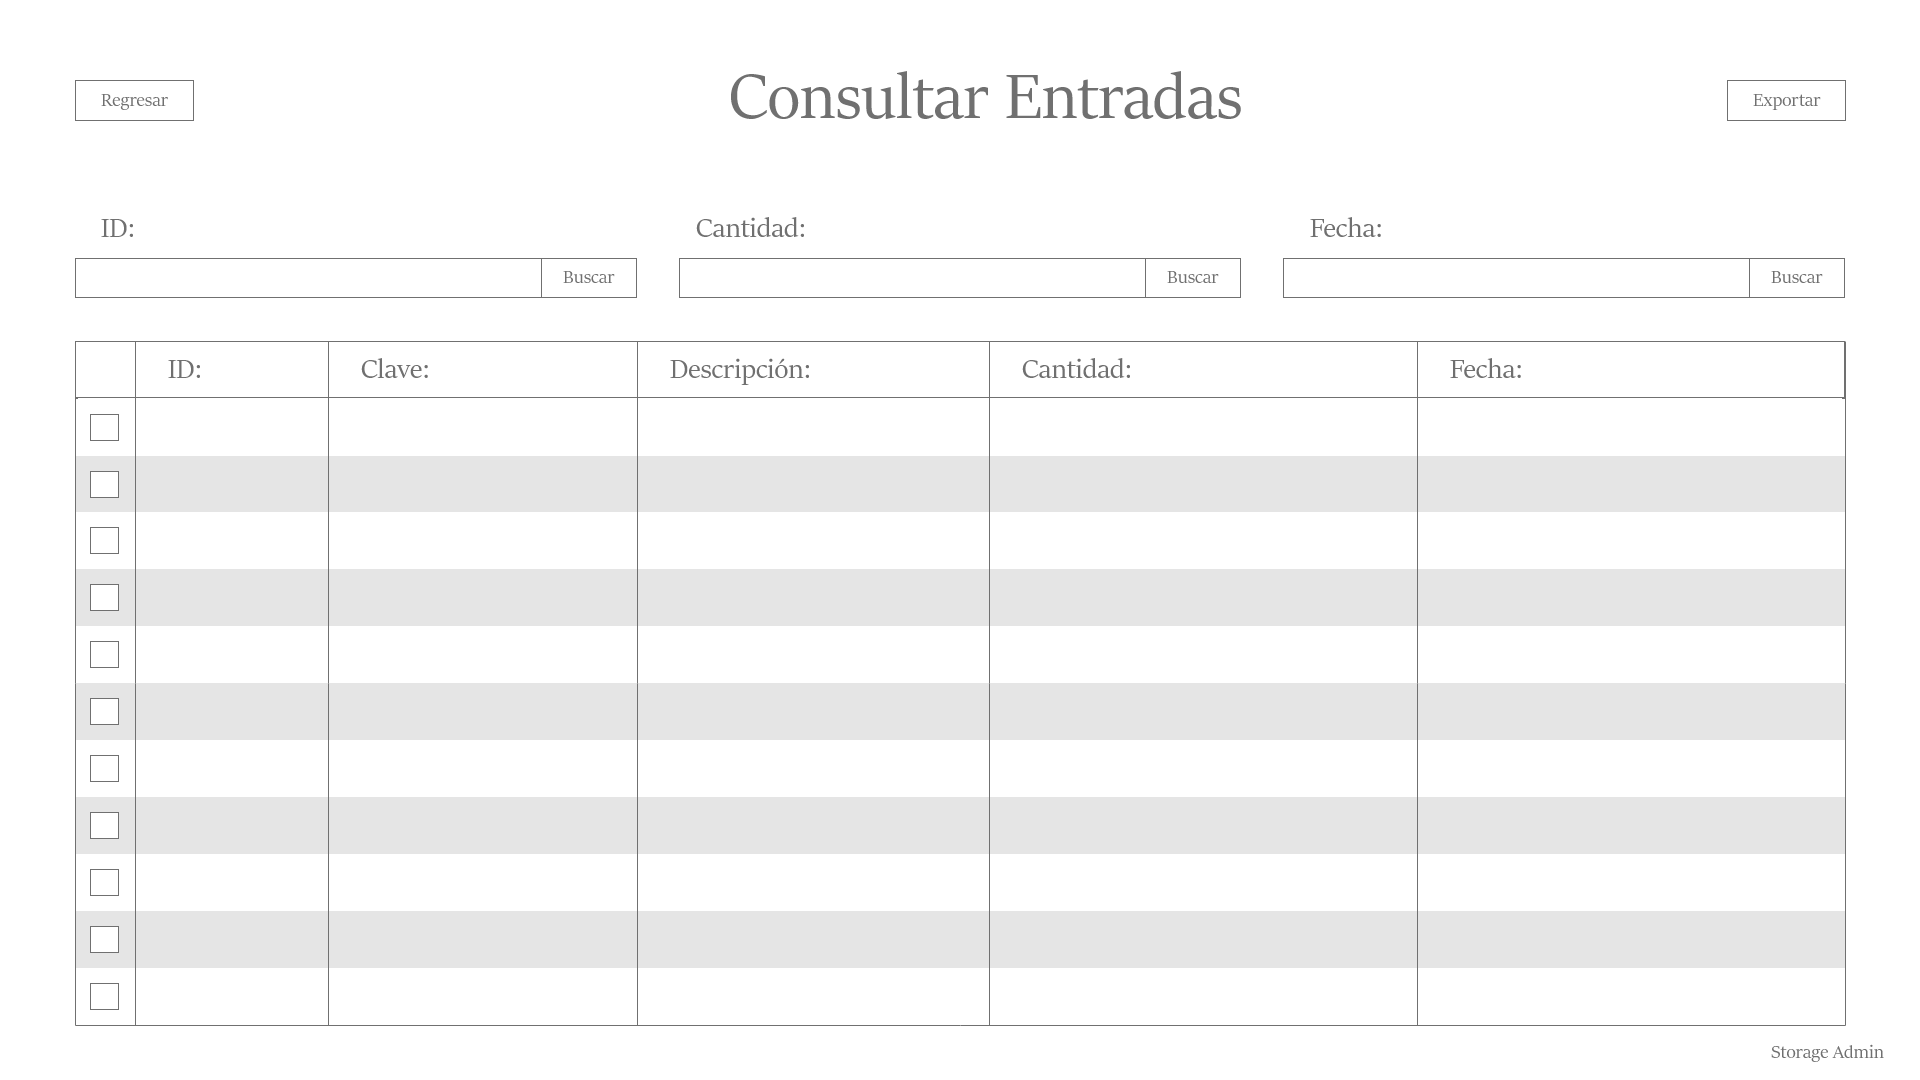 Regresar
Consultar Entradas
Exportar
ID:
Cantidad:
Fecha:
Buscar
Buscar
Buscar
ID:
Clave:
Descripción:
Cantidad:
Fecha:
Storage Admin